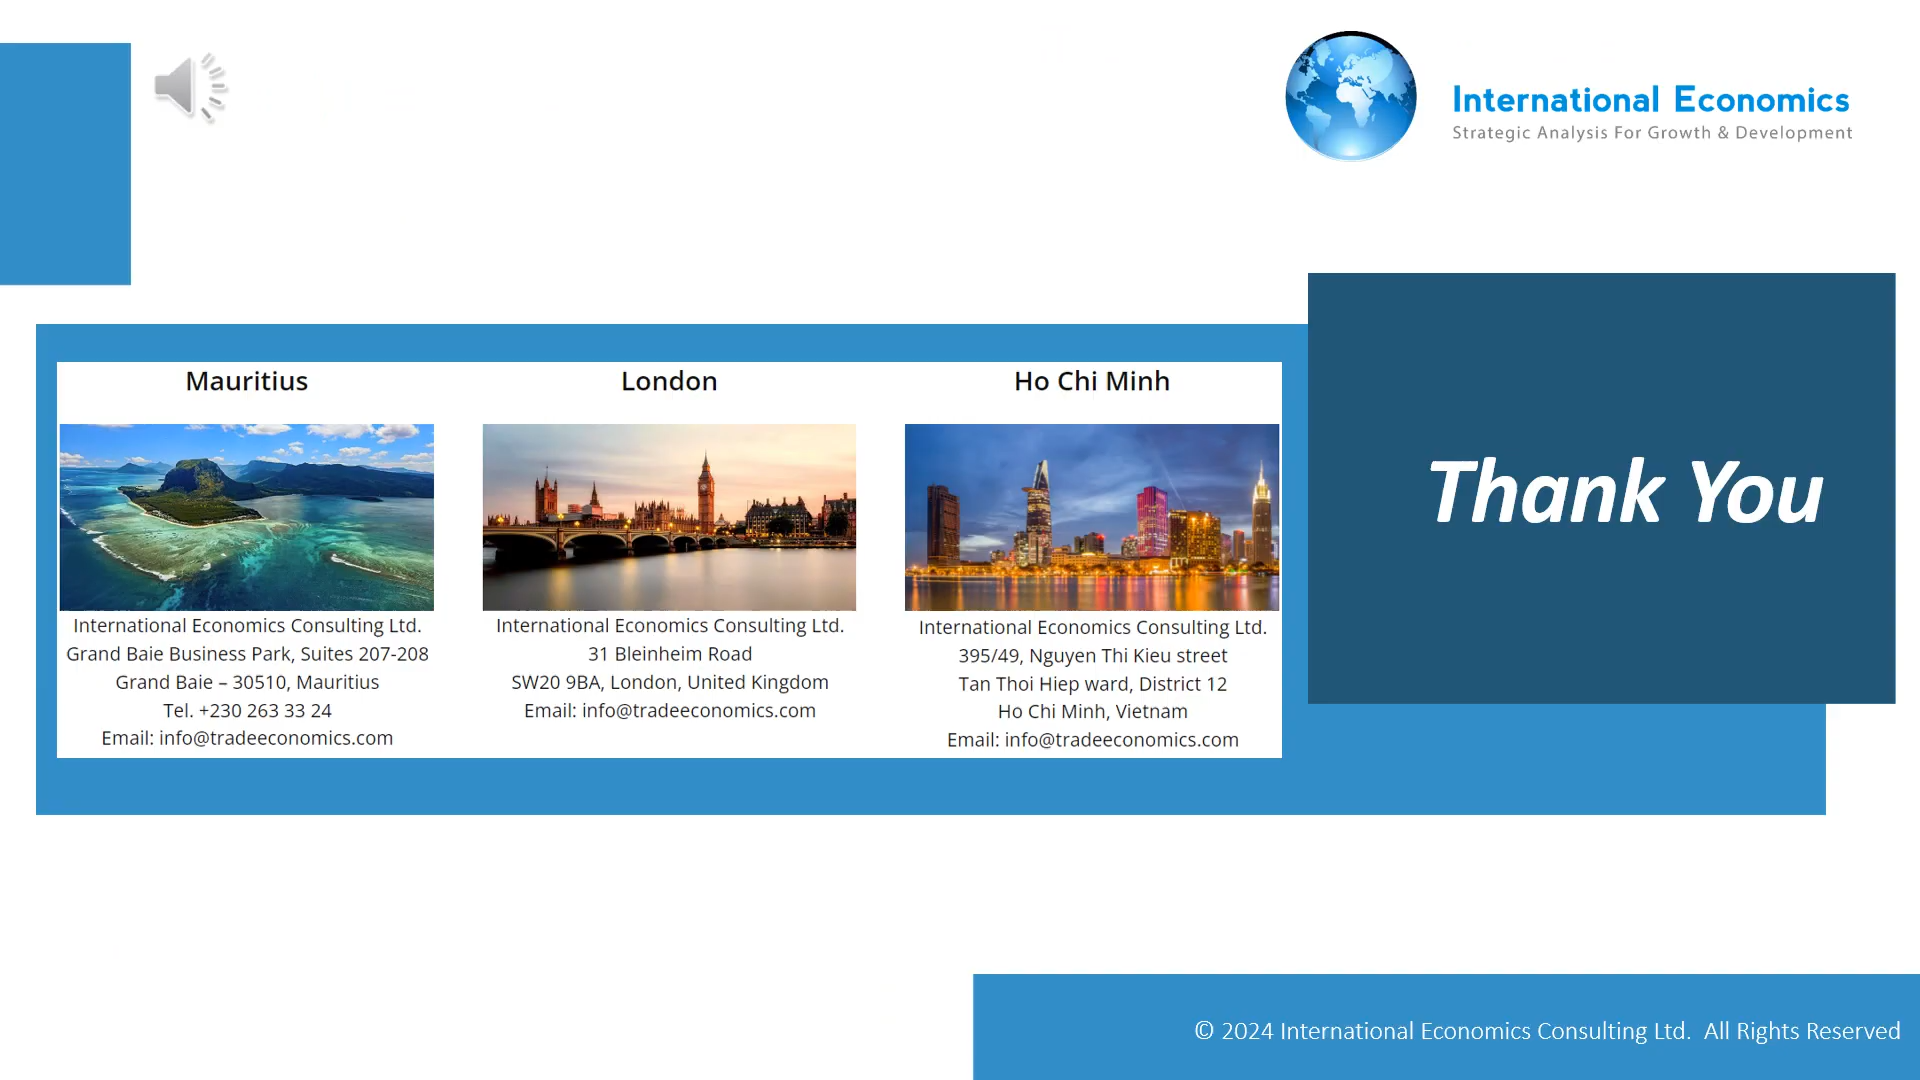 International Economics
Strategic Analysis For Growth & Development
Mauritius
International Economics Consulting Ltd.
Grand Baie Business Park, Suites 207-208
Grand Baie – 30510, Mauritius
Tel. +230 263 33 24
Email: info@tradeeconomics.com
London
International Economics Consulting Ltd.
31 Bleinheim Road
SW20 9BA, London, United Kingdom
Email: info@tradeeconomics.com
Ho Chi Minh
International Economics Consulting Ltd.
395/49, Nguyen Thi Kieu street
Tan Thoi Hiep ward, District 12
Ho Chi Minh, Vietnam
Email: info@tradeeconomics.com
Thank You
© 2024 International Economics Consulting Ltd. All Rights Reserved